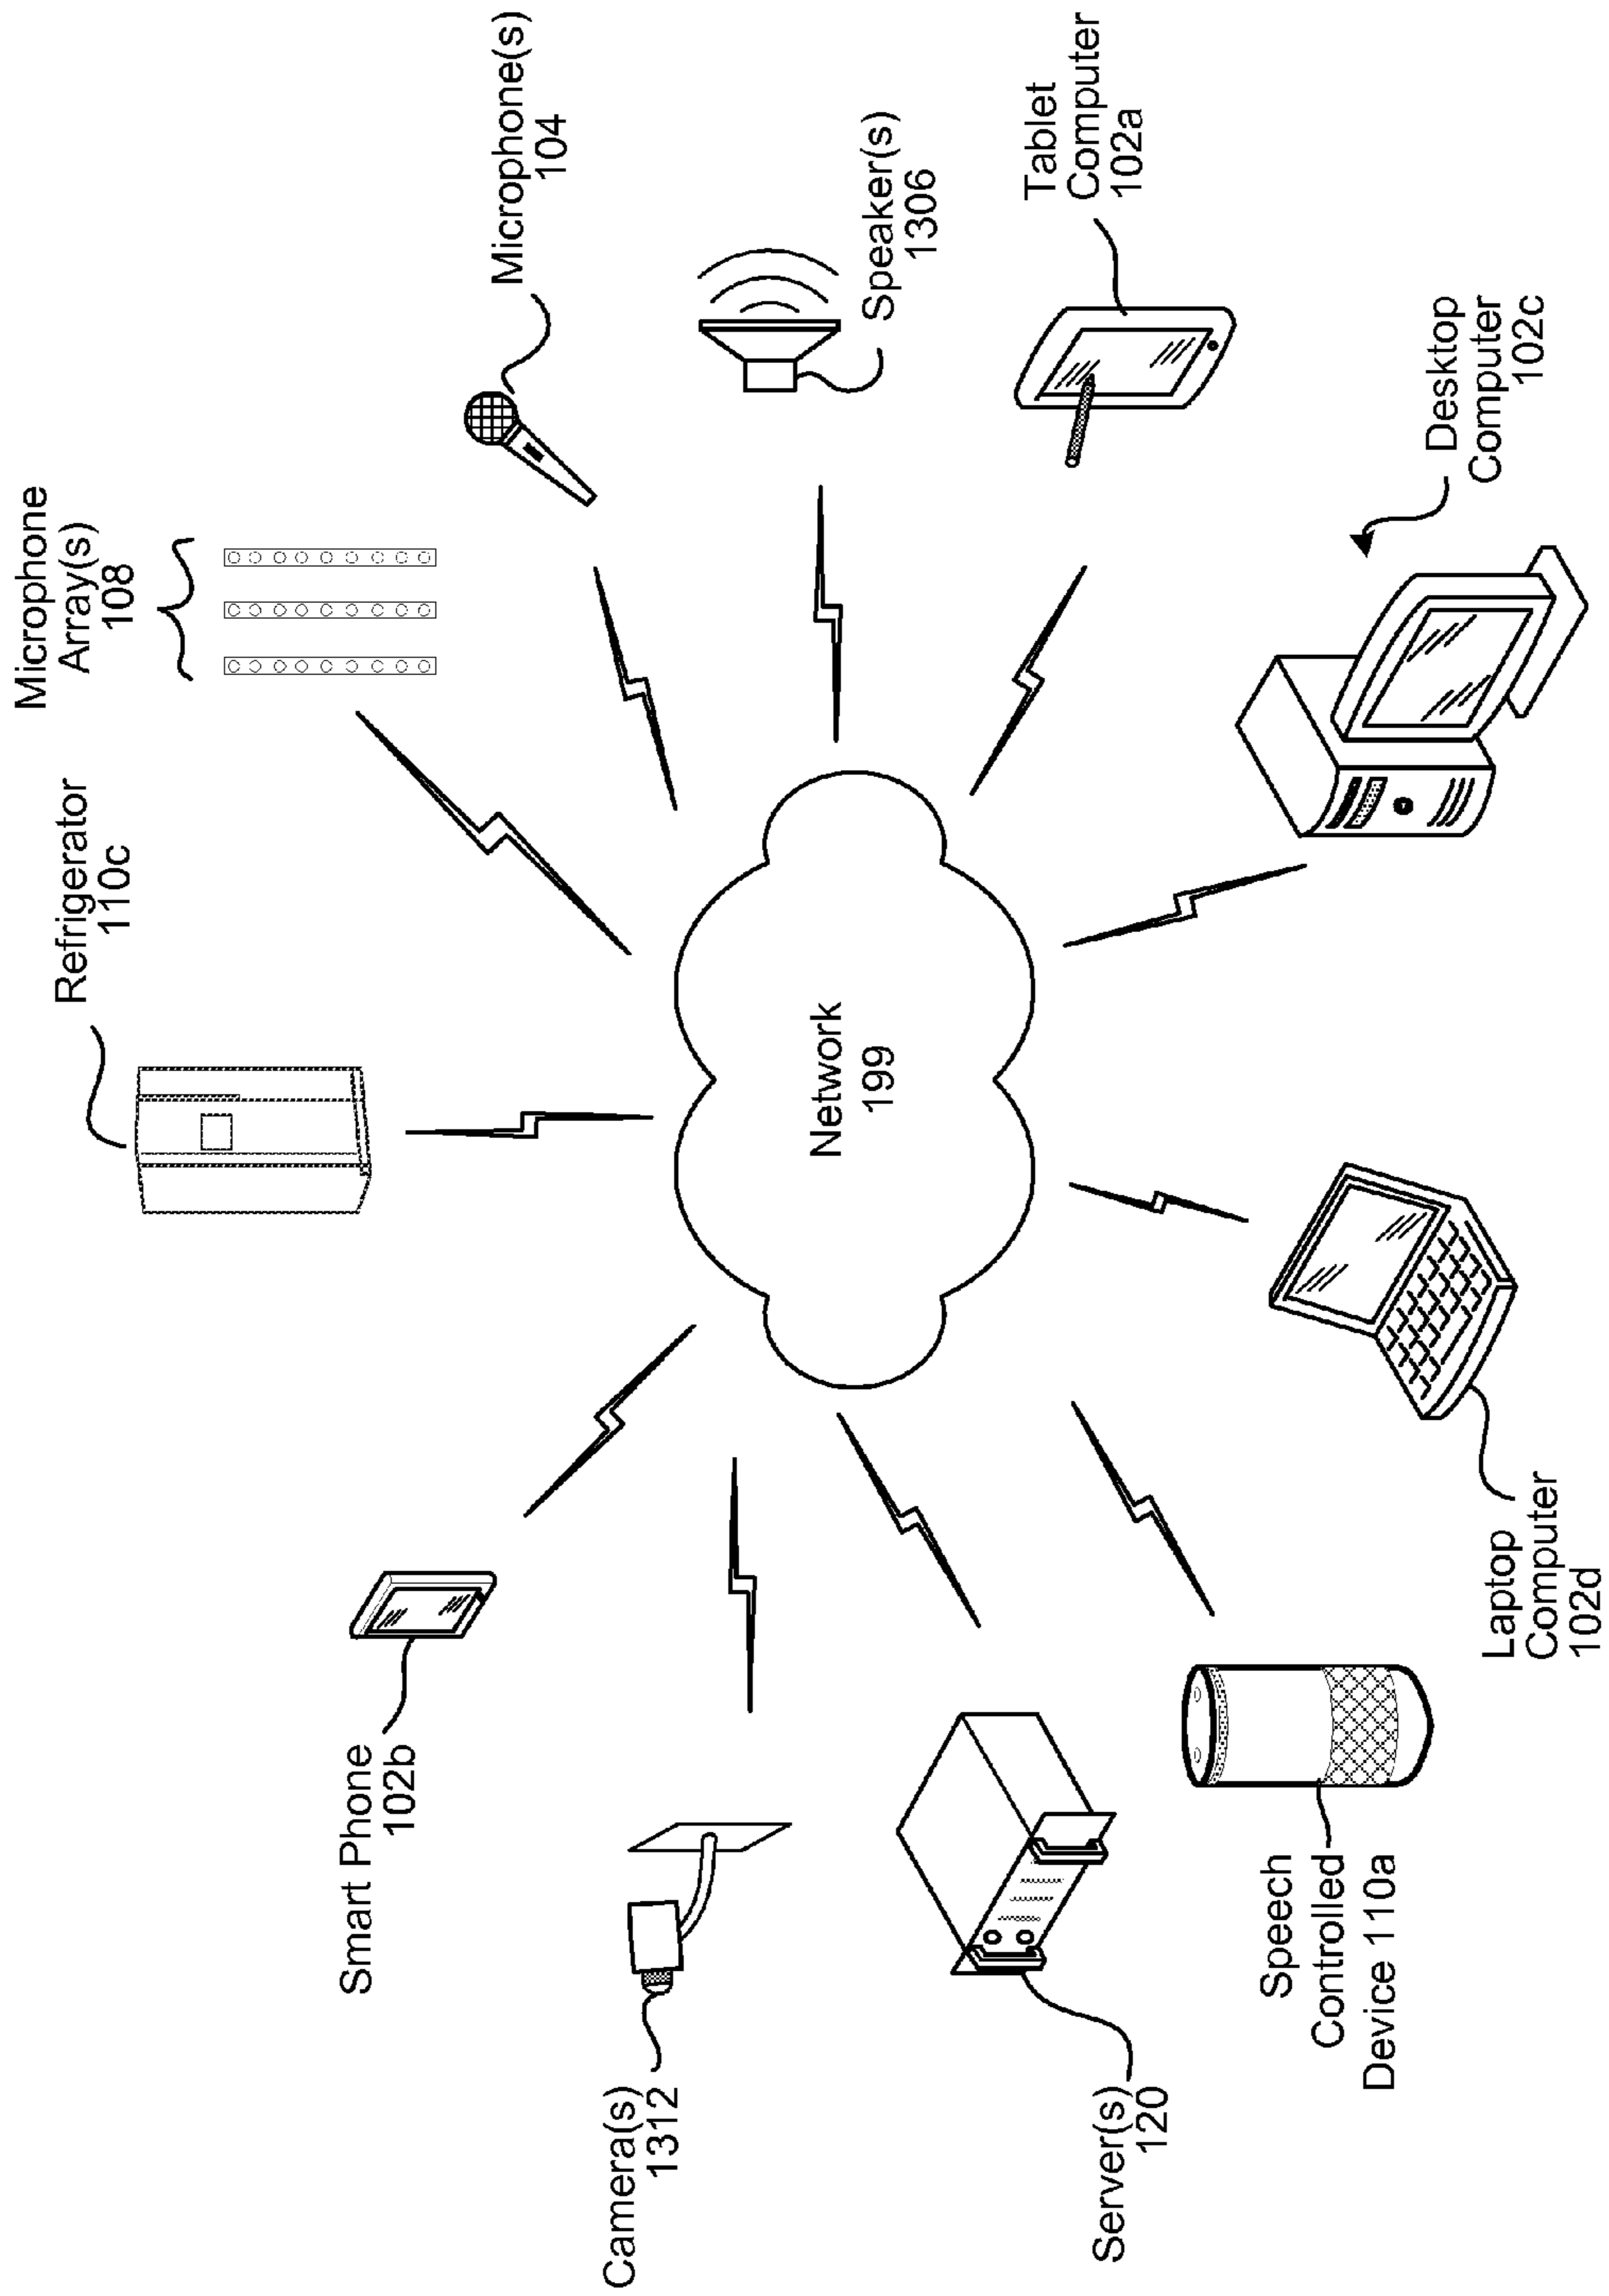 Microphone
Array(s)
108
Refrigerator
110c
Smart Phone
102b
Microphone(s)
104
Camera(s)
1312
Network
199
Speaker(s)
1306
Tablet
Computer
102a
Server(s)
120
Speech
Controlled
Device 110a
Desktop
Computer
102c
Laptop
Computer
102d